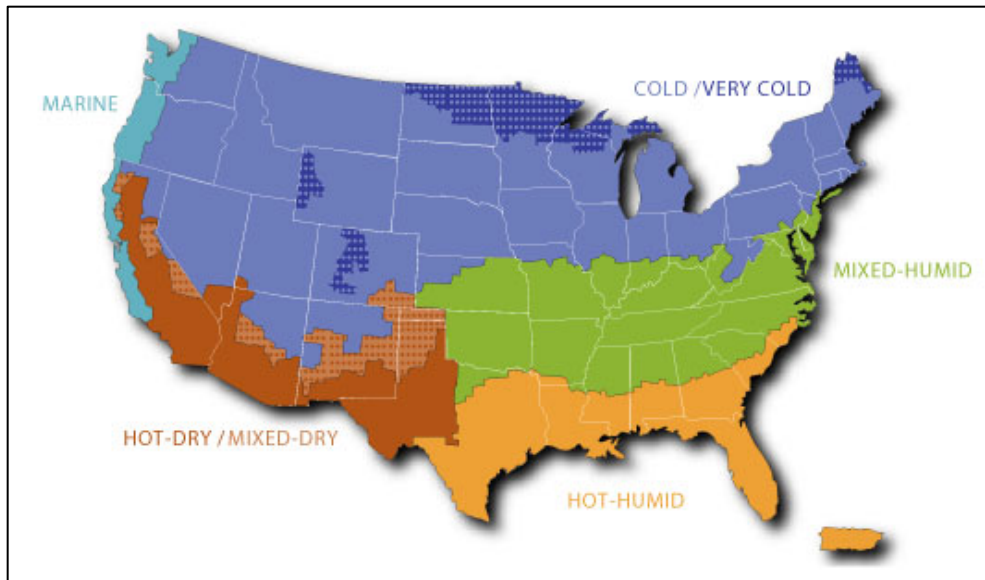 COLD / VERY COLD
MARINE
MIXED-HUMID
HOT-DRY / MIXED-DRY
HOT-HUMID